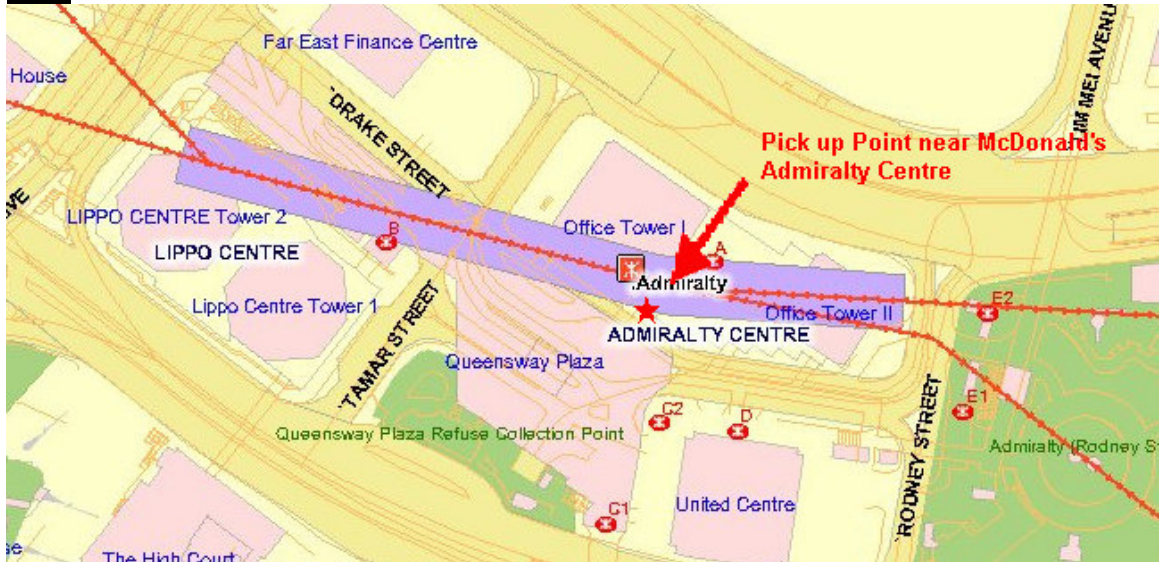 Far East Finance Centre
House
`DRAKE STREET
IM MEI AVENUE
Pick up Point near McDonald's
Admiralty Centre
LIPPO CENTRE Tower 2
B
Office Tower I
A
LIPPO CENTRE
.Admiralty
Lippo Centre Tower 1
Office Tower II
E2
ADMIRALTY CENTRE
`TAMAR STREET
Queensway Plaza
C2
D
E1
Queensway Plaza Refuse Collection Point
`RODNEY STREET
Admiralty (Rodney S
United Centre
C1
The High Court